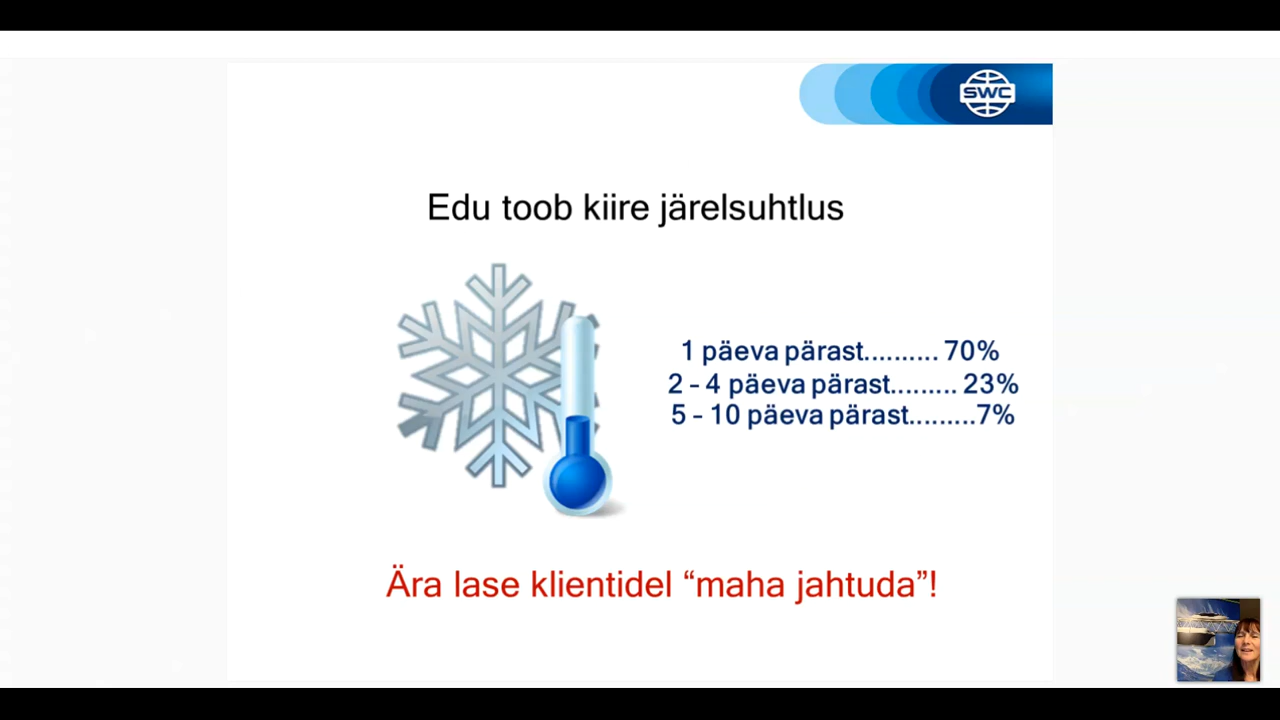 SWC
Edu toob kiire järelsuhtlus
1 päeva pärast.......... 70%
2 – 4 päeva pärast......... 23%
5 – 10 päeva pärast.........7%
Ära lase klientidel “maha jahtuda”!